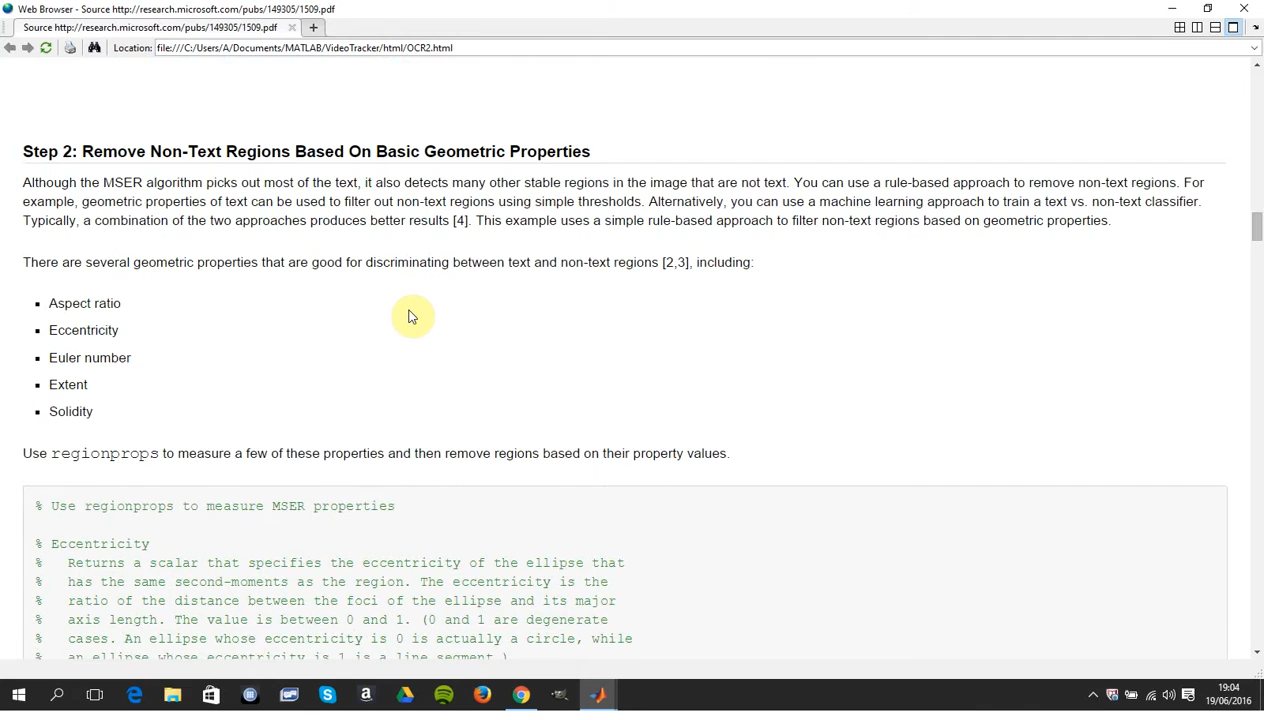 Web Browser - Source http://research.microsoft.com/pubs/149305/1509.pdf
Source http://research.microsoft.com/pubs/149305/1509.pdf
Location: file:///C:/Users/A/Documents/MATLAB/VideoTracker/html/OCR2.html
Step 2: Remove Non-Text Regions Based On Basic Geometric Properties
Although the MSER algorithm picks out most of the text, it also detects many other stable regions in the image that are not text. You can use a rule-based approach to remove non-text regions. For
example, geometric properties of text can be used to filter out non-text regions using simple thresholds. Alternatively, you can use a machine learning approach to train a text vs. non-text classifier.
Typically, a combination of the two approaches produces better results [4]. This example uses a simple rule-based approach to filter non-text regions based on geometric properties.
There are several geometric properties that are good for discriminating between text and non-text regions [2,3], including:
Aspect ratio
Eccentricity
Euler number
Extent
Solidity
Use regionprops to measure a few of these properties and then remove regions based on their property values.
% Use regionprops to measure MSER properties
% Eccentricity
% Returns a scalar that specifies the eccentricity of the ellipse that
% has the same second-moments as the region. The eccentricity is the
% ratio of the distance between the foci of the ellipse and its major
% axis length. The value is between 0 and 1. (0 and 1 are degenerate
% cases. An ellipse whose eccentricity is 0 is actually a circle, while
% an ellipse whose eccentricity is 1 is a line segment.)
19:04
19/06/2016